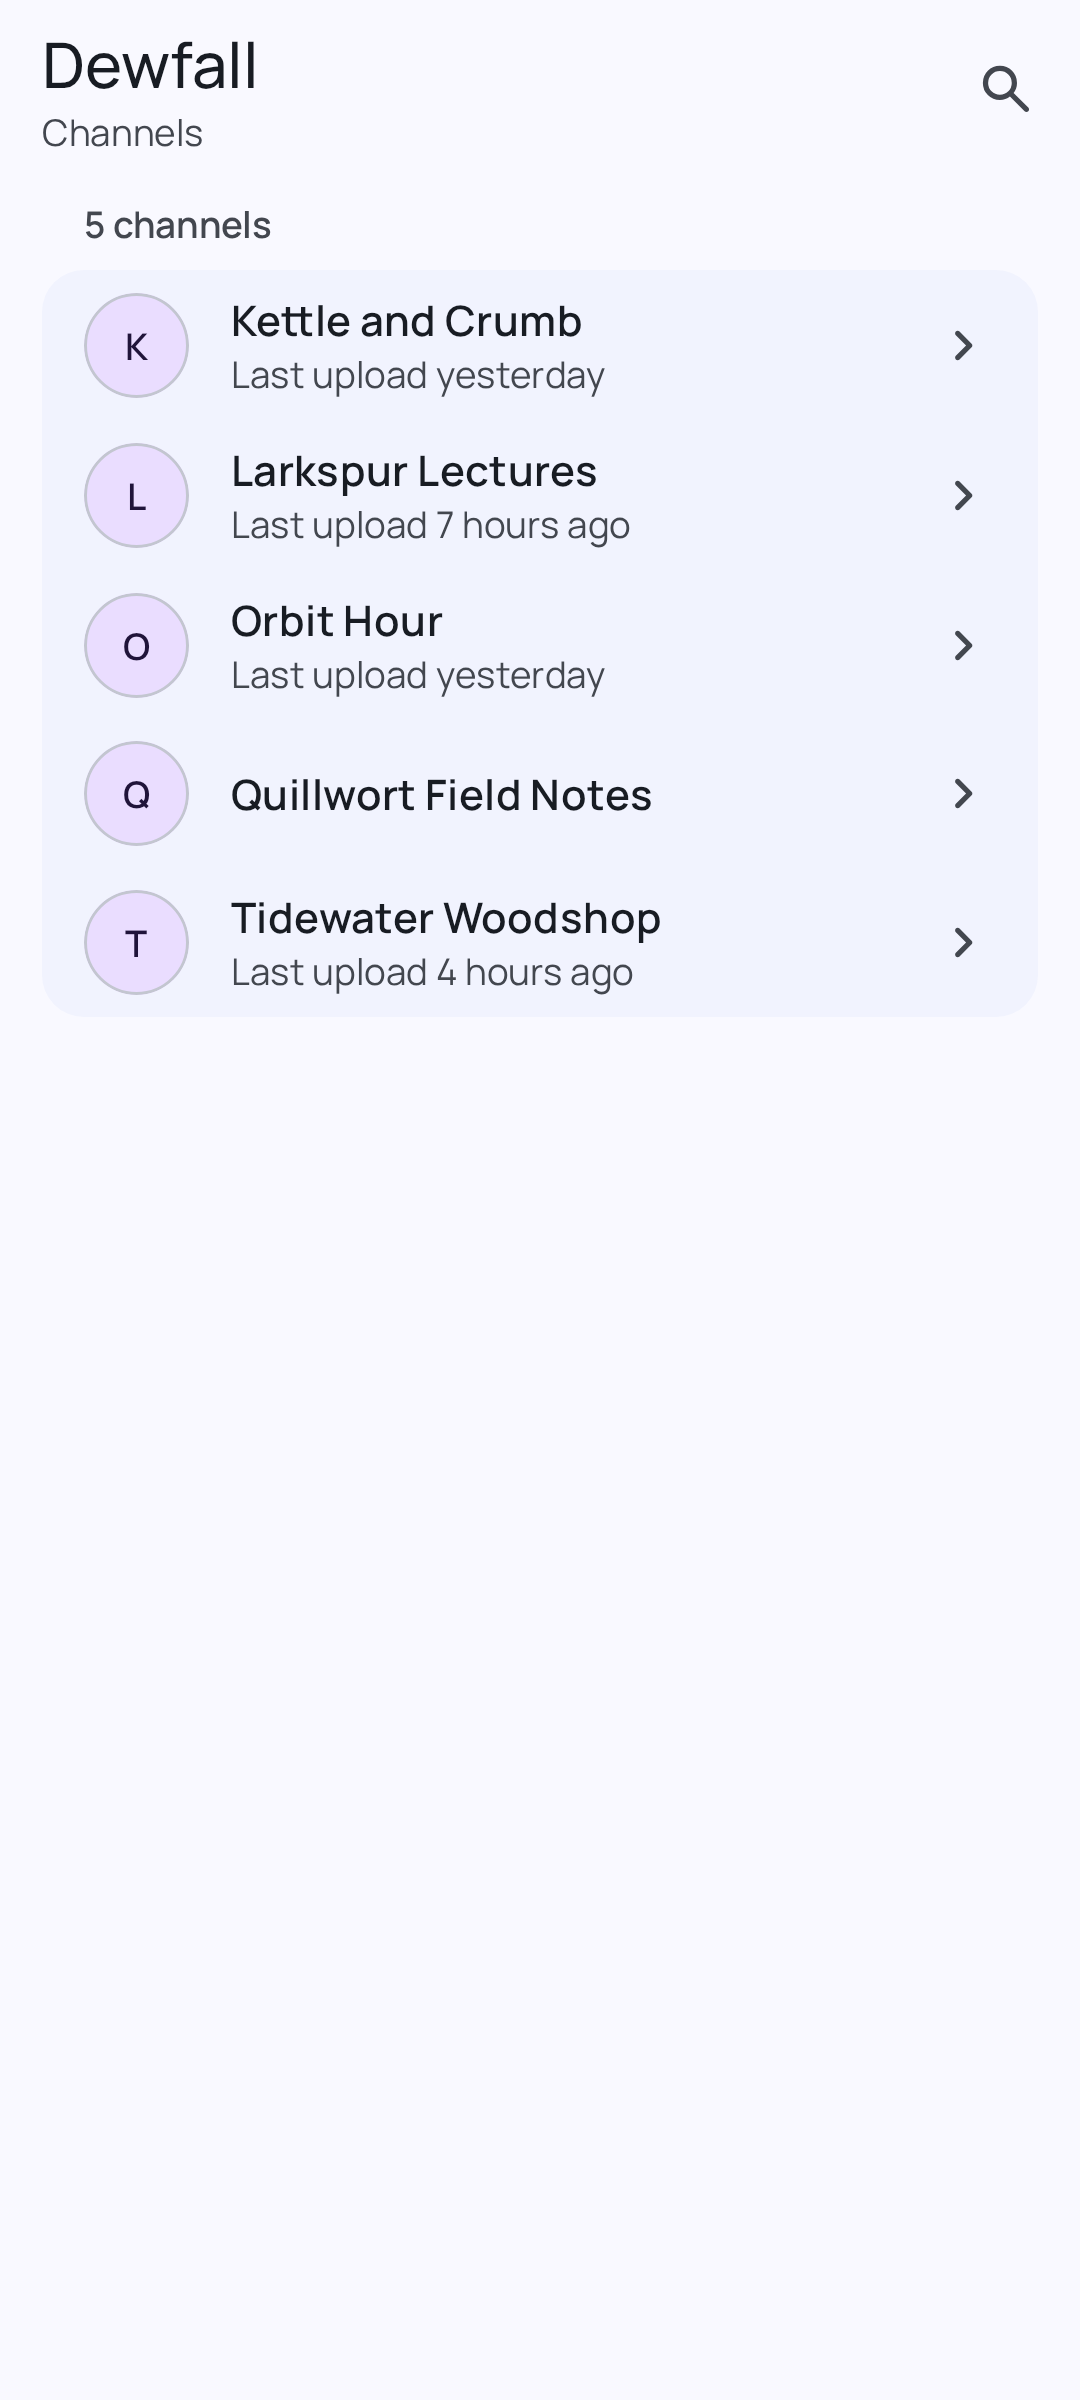 Dewfall
Channels
5 channels
K
Kettle and Crumb
Last upload yesterday
L
Larkspur Lectures
Last upload 7 hours ago
O
Orbit Hour
Last upload yesterday
Q
Quillwort Field Notes
T
Tidewater Woodshop
Last upload 4 hours ago